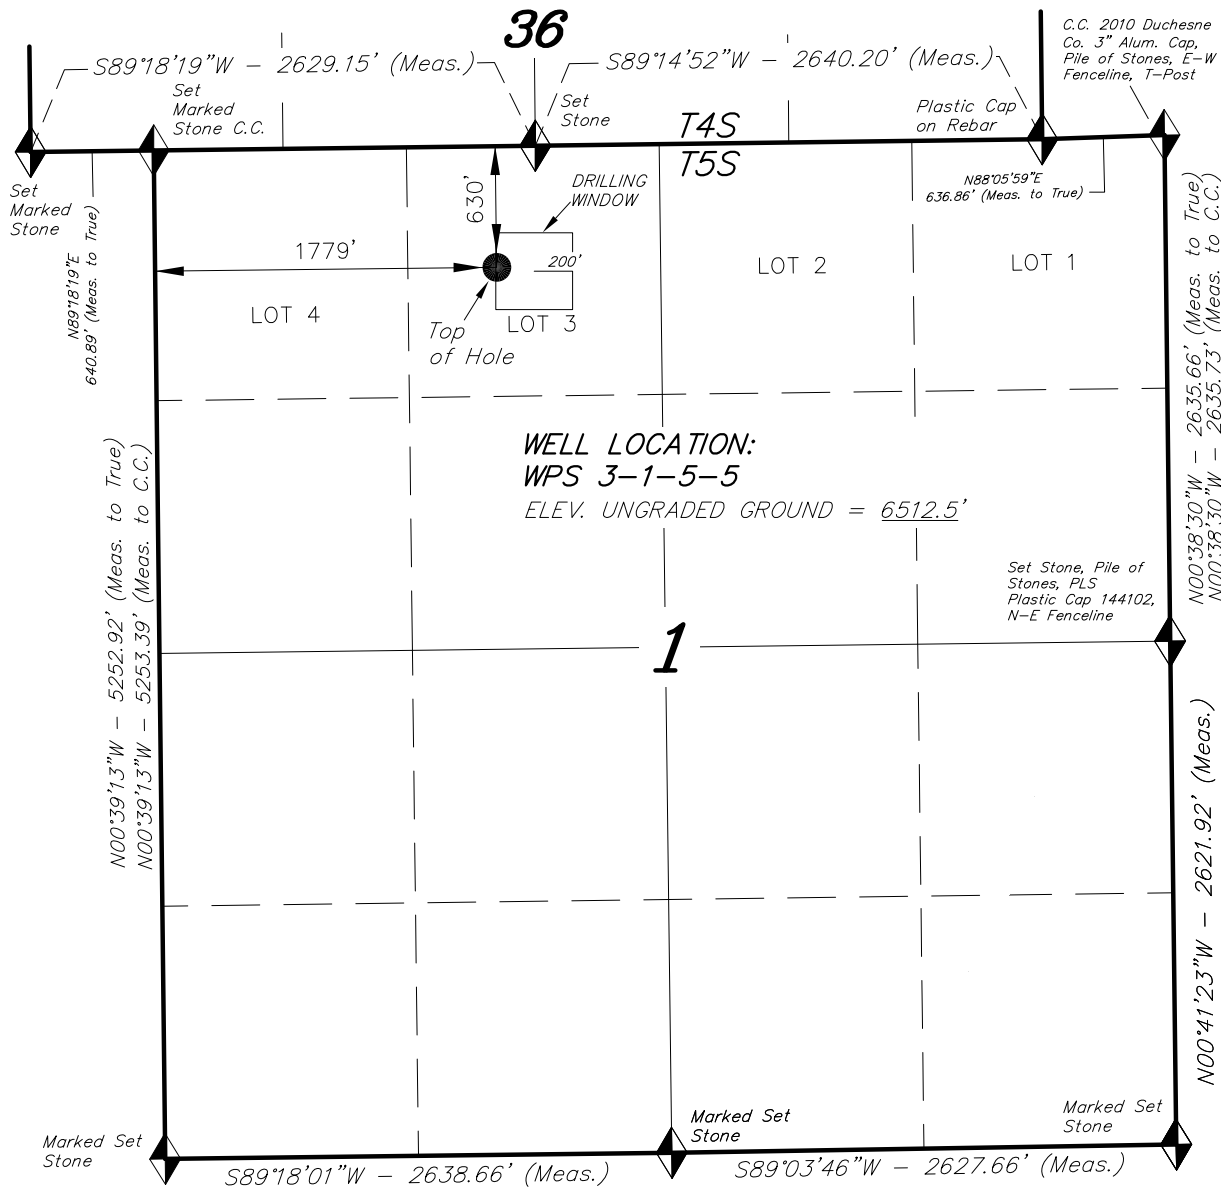 36
S89°18'19"W - 2629.15' (Meas.)
S89°14'52"W - 2640.20' (Meas.)
C.C. 2010 Duchesne
Co. 3" Alum. Cap,
Pile of Stones, E-W
Fenceline, T-Post
Set
Marked
Stone C.C.
Set
Stone
T4S
T5S
Plastic Cap
on Rebar
Set
Marked
Stone
N89°18'19"E
640.89' (Meas. to True)
N88°05'59"E
636.86' (Meas. to True)
630'
DRILLING
WINDOW
1779'
200'
LOT 4
LOT 3
LOT 2
LOT 1
Top
of Hole
N00°38'30"W - 2635.66' (Meas. to True)
N00°38'30"W - 2635.73' (Meas. to C.C.)
WELL LOCATION:
WPS 3-1-5-5
ELEV. UNGRADED GROUND = 6512.5'
N00°39'13"W - 5252.92' (Meas. to True)
N00°39'13"W - 5253.39' (Meas. to C.C.)
Set Stone, Pile of
Stones, PLS
Plastic Cap 144102,
N-E Fenceline
1
N00°41'23"W - 2621.92' (Meas.)
Marked Set
Stone
Marked Set
Stone
Marked Set
Stone
S89°18'01"W - 2638.66' (Meas.)
S89°03'46"W - 2627.66' (Meas.)